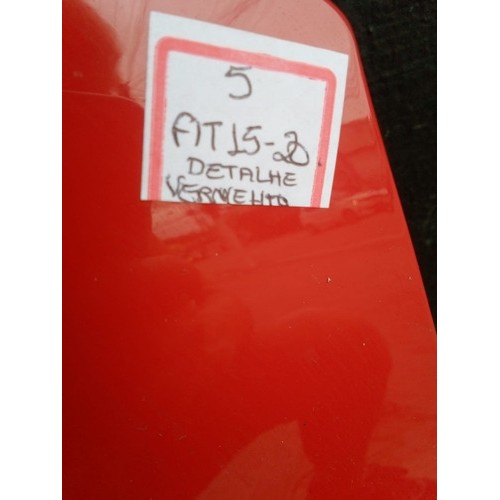 5
FIT 15-20
DETALHE
VERMELHO